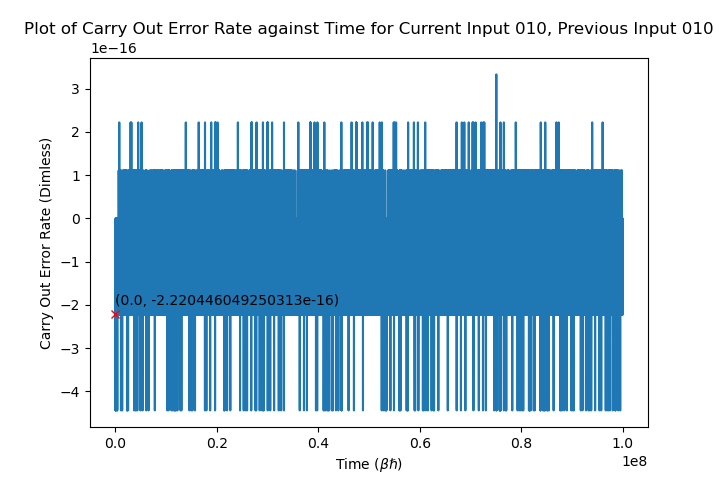 Plot of Carry Out Error Rate against Time for Current Input 010, Previous Input 010
1e−16
3
2
1
0
−1
−2
−3
−4
Carry Out Error Rate (Dimless)
(0.0, -2.220446049250313e-16)
0.0 0.2 0.4 0.6 0.8 1.0
1e8
Time (βℏ)